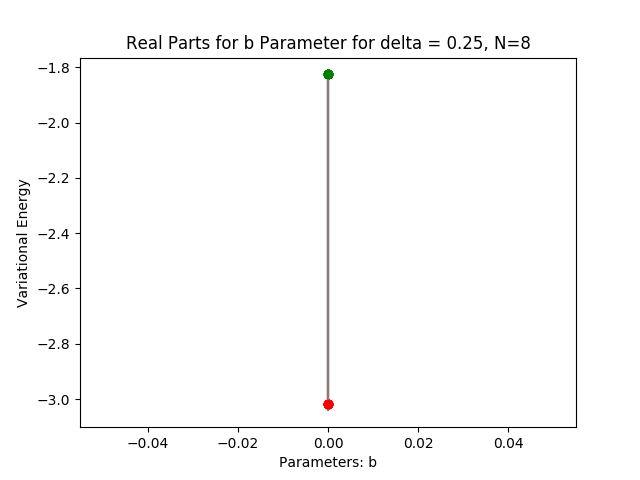 Real Parts for b Parameter for delta = 0.25, N=8
Variational Energy
−1.8
−2.0
−2.2
−2.4
−2.6
−2.8
−3.0
−0.04 −0.02 0.00 0.02 0.04
Parameters: b